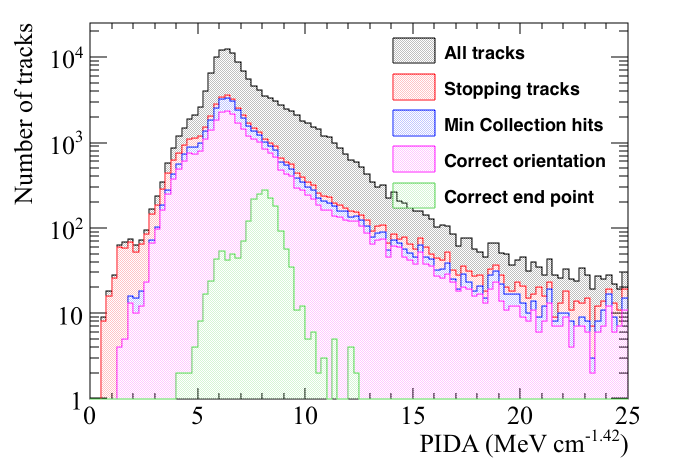 Number of tracks
10^4
10^3
10^2
10
1
All tracks
Stopping tracks
Min Collection hits
Correct orientation
Correct end point
0 5 10 15 20 25
PIDA (MeV cm^-1.42)